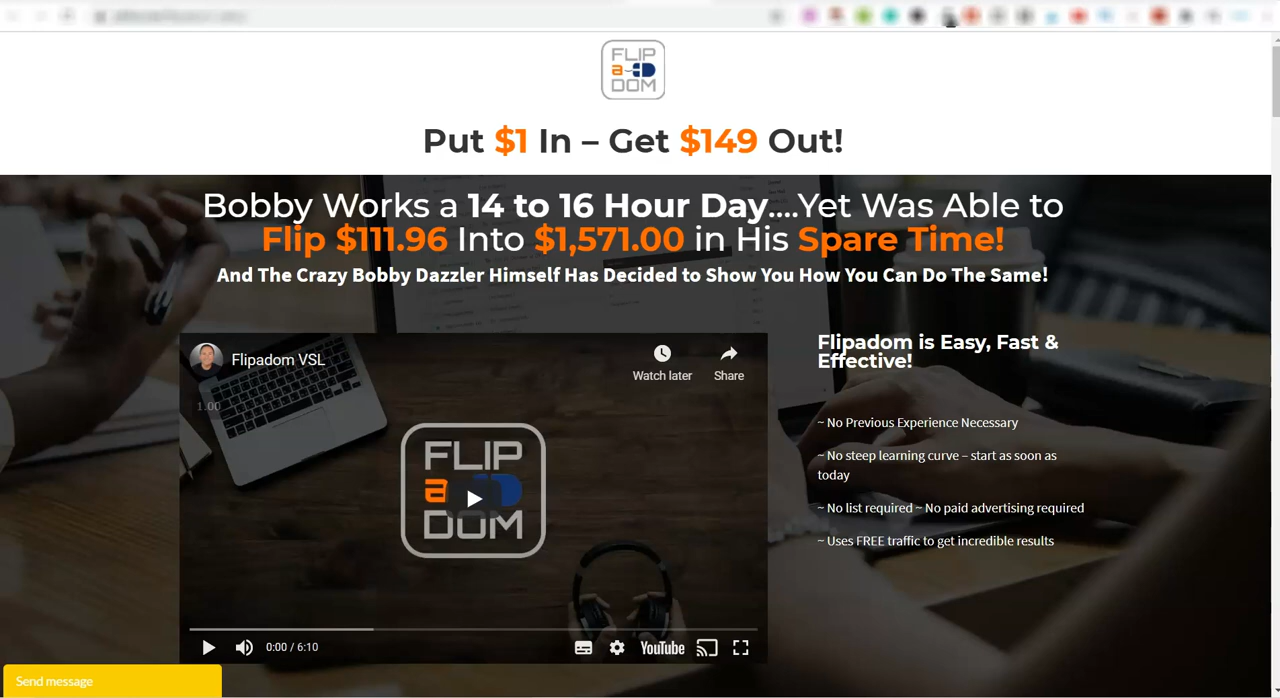 FLIP
a
DOM
Put $1 In – Get $149 Out!
Bobby Works a 14 to 16 Hour Day....Yet Was Able to
Flip $111.96 Into $1,571.00 in His Spare Time!
And The Crazy Bobby Dazzler Himself Has Decided to Show You How You Can Do The Same!
Flipadom VSL
Watch later
Share
1.00
FLIP
a
DOM
0:00 / 6:10
YouTube
Flipadom is Easy, Fast &
Effective!
~ No Previous Experience Necessary
~ No steep learning curve – start as soon as
today
~ No list required ~ No paid advertising required
~ Uses FREE traffic to get incredible results
Send message